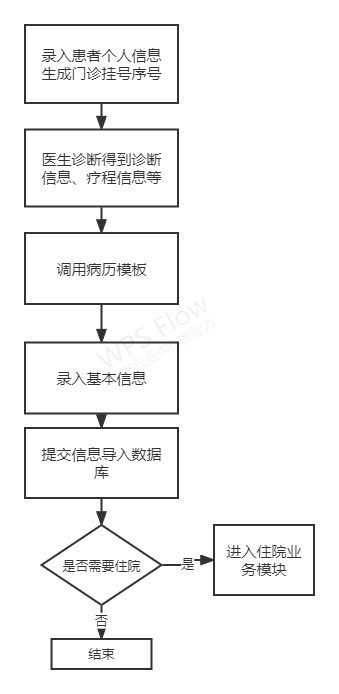 录入患者个人信息
生成门诊挂号序号
医生诊断得到诊断
信息、疗程信息等
调用病历模板
WPS Flow
录入基本信息
提交信息导入数据
库
是否需要住院
是
进入住院业
务模块
否
结束